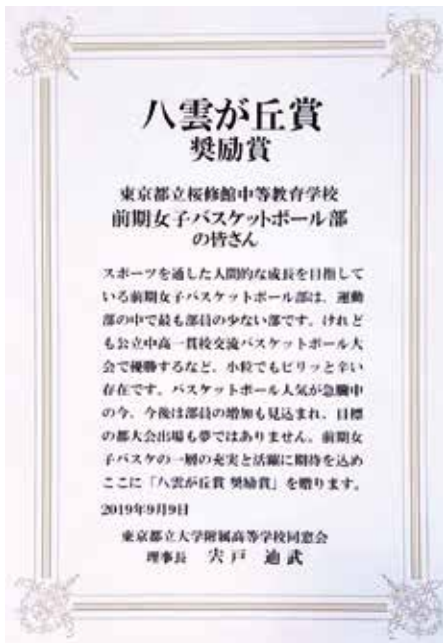 八雲が丘賞
奨励賞
東京都立桜修館中等教育学校
前期女子バスケットボール部
の皆さん
スポーツを通した人間的な成長を目指して
いる前期女子バスケットボール部は、運動
部の中で最も部員の少ない部です。けれど
も公立中高一貫校交流バスケットボール大
会で優勝するなど、小粒でもピリッと辛い
存在です。バスケットボール人気が急騰中
の今、今後は部員の増加も見込まれ、目標
の都大会出場も夢ではありません。前期女
子バスケの一層の充実と活躍に期待を込め
ここに「八雲が丘賞 奨励賞」を贈ります。
2019年9月9日
東京都立大学附属高等学校同窓会
理事長 宍戸 迪武